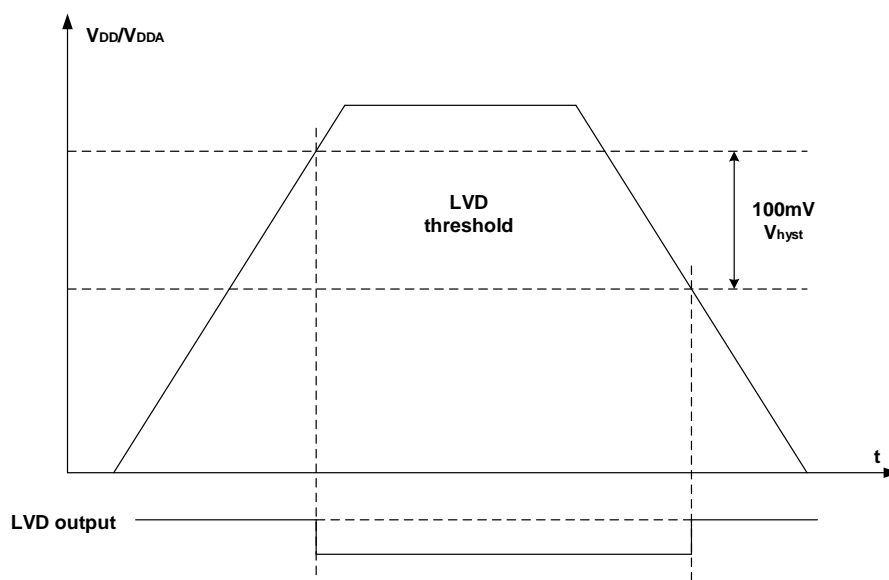 VDD/VDDA
LVD
threshold
100mV
Vhyst
t
LVD output